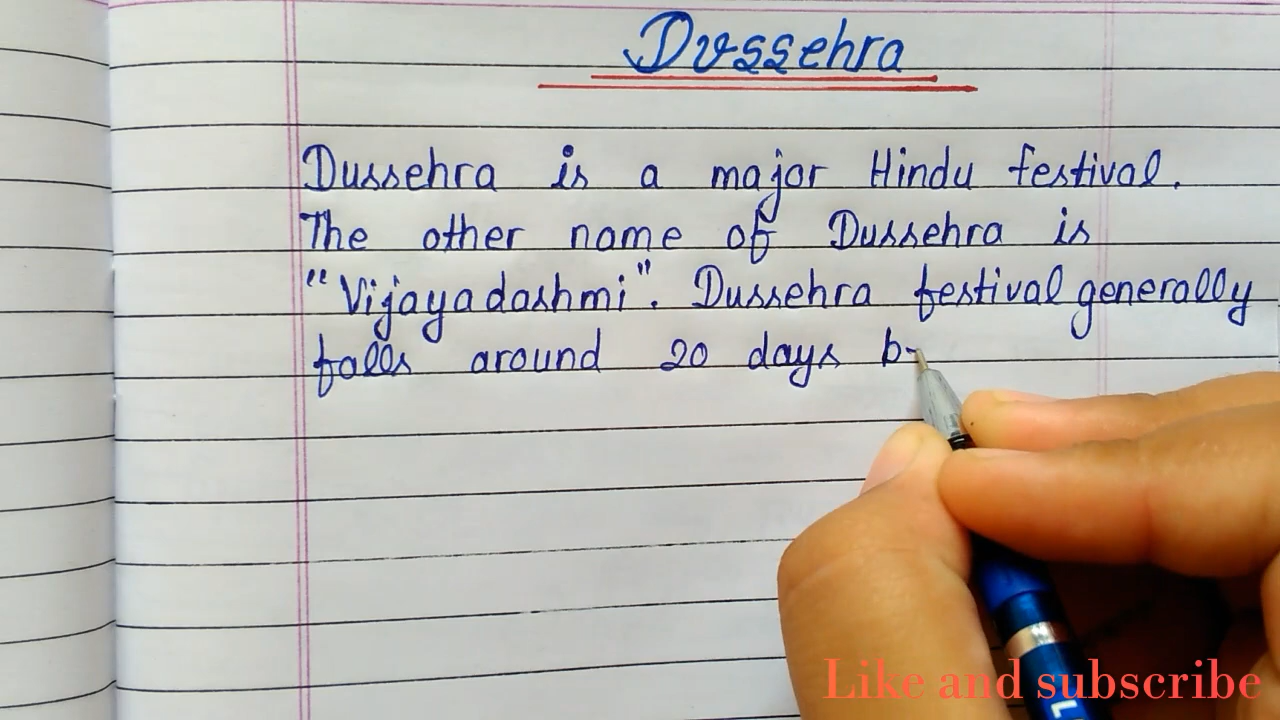 Dussehra
Dussehra is a major Hindu festival.
The other name of Dussehra is
"Vijayadashmi". Dussehra festival generally
falls around 20 days b
Like and subscribe
L